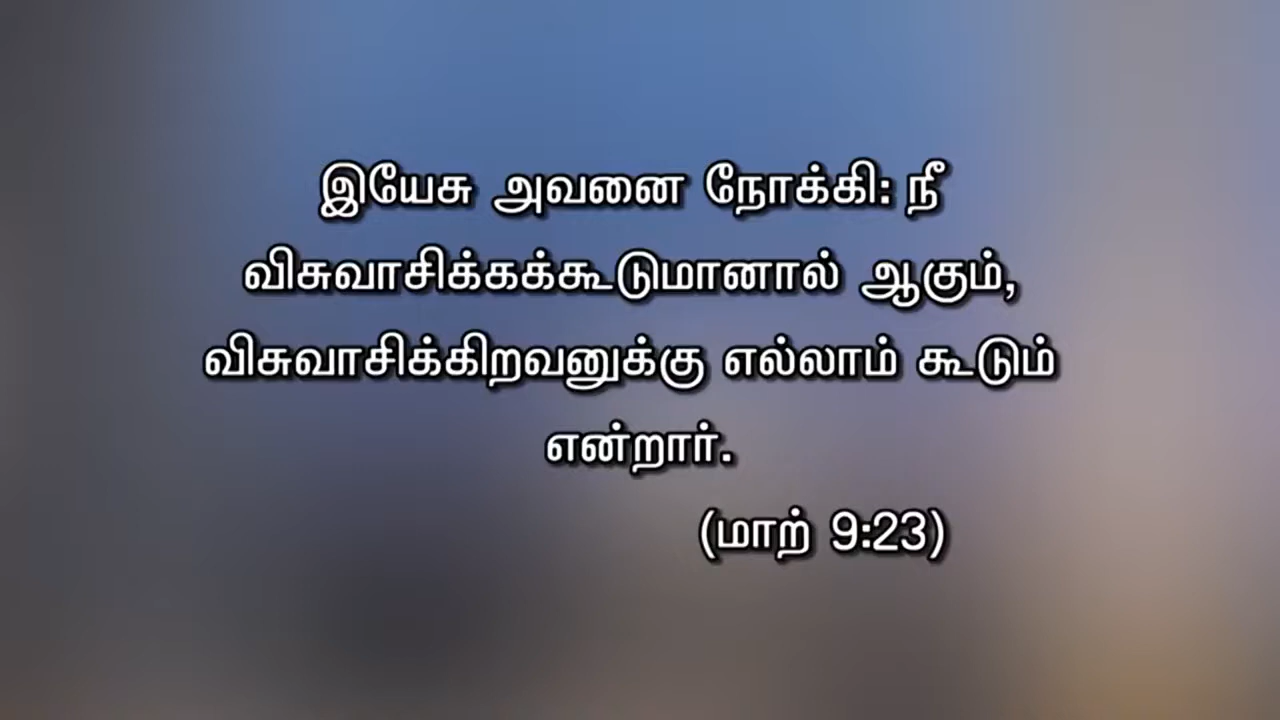 இயேசு அவனை நோக்கி: நீ
விசுவாசிக்கக்கூடுமானால் ஆகும்,
விசுவாசிக்கிறவனுக்கு எல்லாம் கூடும்
என்றார்.
(மாற் 9:23)